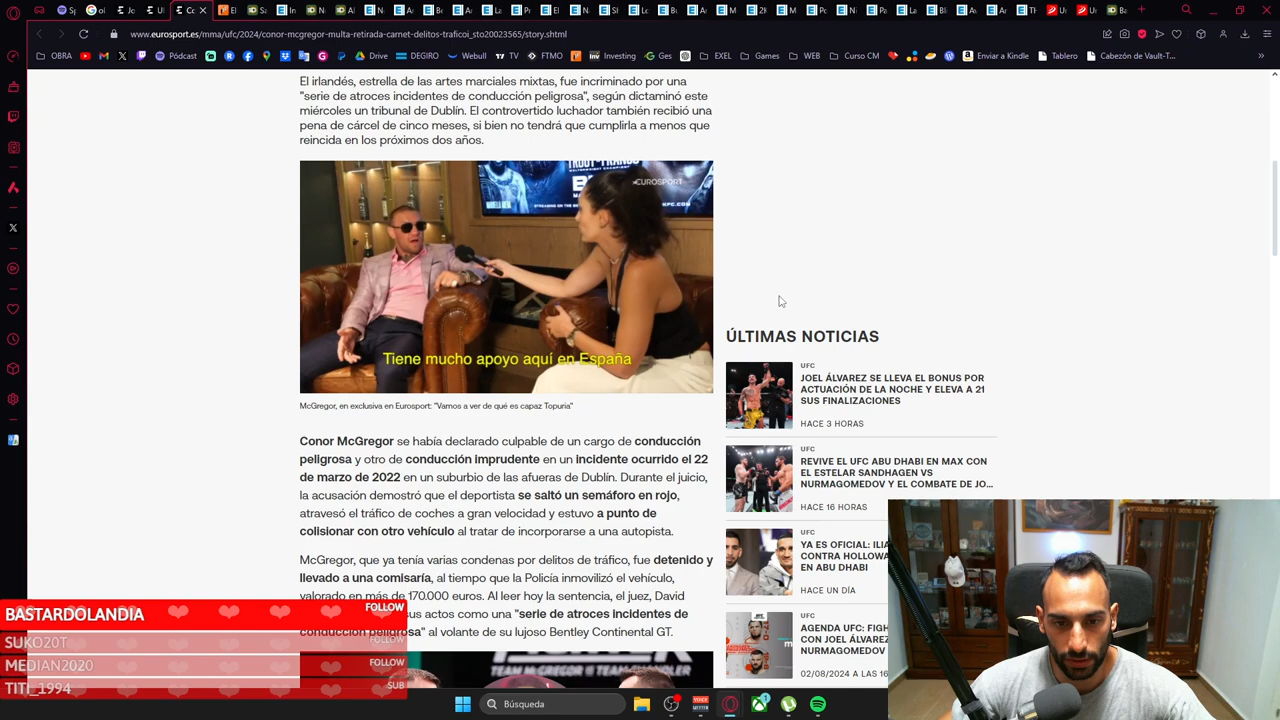 www.eurosport.es/mma/ufc/2024/conor-mcgregor-multa-retirada-carnet-delitos-traficoi_sto20023565/story.shtml
OBRA
YouTube
Pódcast
Drive
DEGIRO
Webull
TV
FTMO
Investing
Ges
EXEL
Games
WEB
Curso CM
Enviar a Kindle
Tablero
Cabezón de Vault-T...
El irlandés, estrella de las artes marciales mixtas, fue incriminado por una
"serie de atroces incidentes de conducción peligrosa", según dictaminó este
miércoles un tribunal de Dublín. El controvertido luchador también recibió una
pena de cárcel de cinco meses, si bien no tendrá que cumplirla a menos que
reincida en los próximos dos años.
EUROSPORT
Tiene mucho apoyo aquí en España
McGregor, en exclusiva en Eurosport: "Vamos a ver de qué es capaz Topuria"
Conor McGregor se había declarado culpable de un cargo de conducción
peligrosa y otro de conducción imprudente en un incidente ocurrido el 22
de marzo de 2022 en un suburbio de las afueras de Dublín. Durante el juicio,
la acusación demostró que el deportista se saltó un semáforo en rojo,
atravesó el tráfico de coches a gran velocidad y estuvo a punto de
colisionar con otro vehículo al tratar de incorporarse a una autopista.
McGregor, que ya tenía varias condenas por delitos de tráfico, fue detenido y
llevado a una comisaría, al tiempo que la Policía inmovilizó el vehículo,
valorado en más de 170.000 euros. Al leer hoy la sentencia, el juez, David
sus actos como una "serie de atroces incidentes de
conducción peligrosa" al volante de su lujoso Bentley Continental GT.
ÚLTIMAS NOTICIAS
UFC
JOEL ÁLVAREZ SE LLEVA EL BONUS POR
ACTUACIÓN DE LA NOCHE Y ELEVA A 21
SUS FINALIZACIONES
HACE 3 HORAS
UFC
REVIVE EL UFC ABU DHABI EN MAX CON
EL ESTELAR SANDHAGEN VS
NURMAGOMEDOV Y EL COMBATE DE JO...
HACE 16 HORAS
UFC
YA ES OFICIAL: ILIA
CONTRA HOLLOWA
EN ABU DHABI
HACE UN DÍA
UFC
AGENDA UFC: FIGH
CON JOEL ÁLVAREZ
NURMAGOMEDOV
02/08/2024 A LAS 16
BASTARDOLANDIA FOLLOW
SUKO20T FOLLOW
MEDIAN2020 FOLLOW
TITI_1994 SUB
Búsqueda